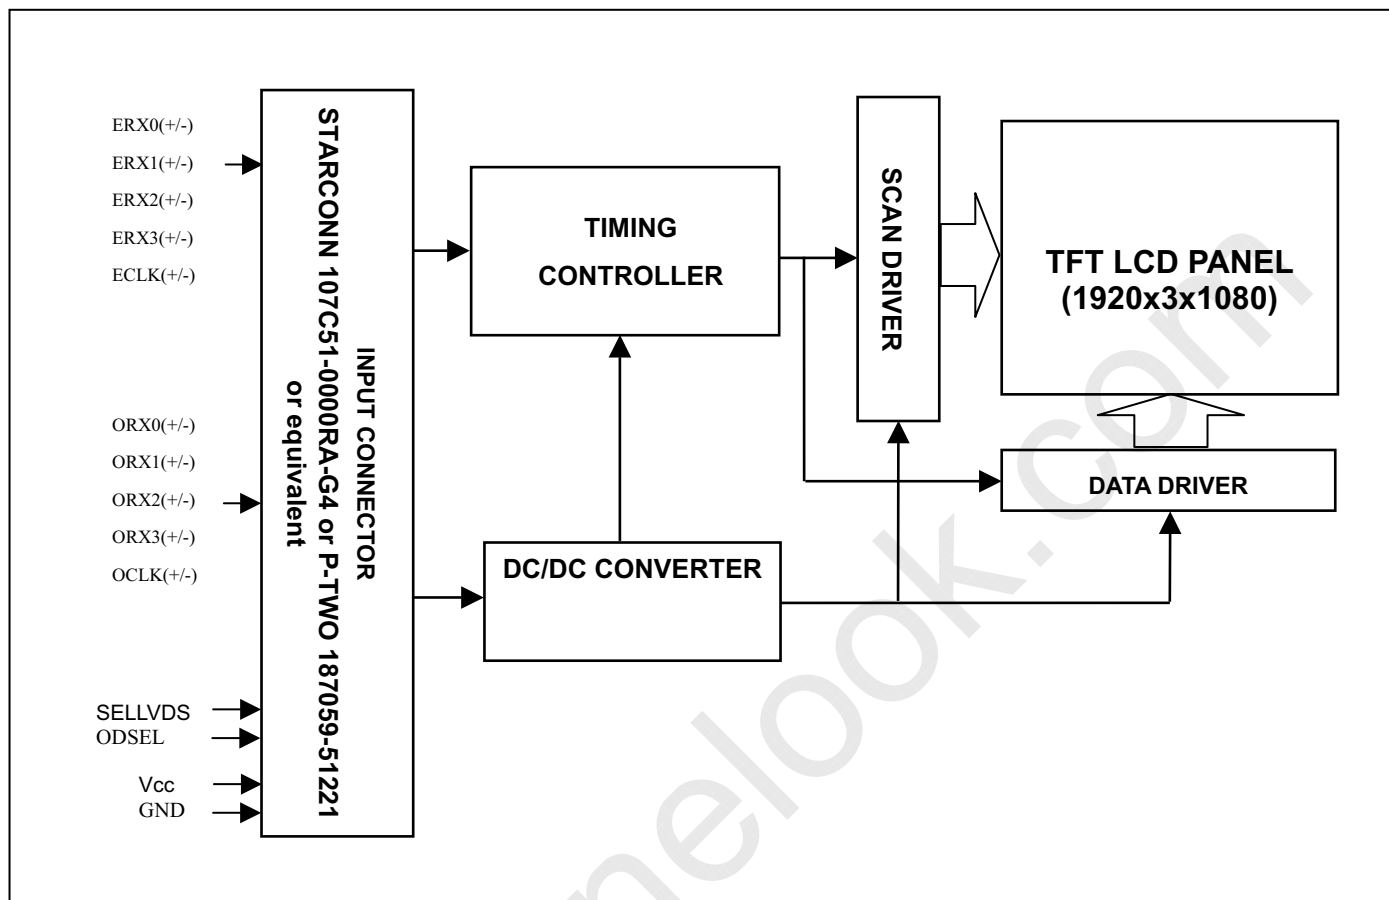 ERX0(+/-)
ERX1(+/-)
ERX2(+/-)
ERX3(+/-)
ECLK(+/-)
ORX0(+/-)
ORX1(+/-)
ORX2(+/-)
ORX3(+/-)
OCLK(+/-)
SELLVDS
ODSEL
Vcc
GND
INPUT CONNECTOR
STARCONN 107C51-0000RA-G4 or P-TWO 187059-51221
or equivalent
TIMING
CONTROLLER
DC/DC CONVERTER
SCAN DRIVER
TFT LCD PANEL
(1920x3x1080)
DATA DRIVER
nelook.com